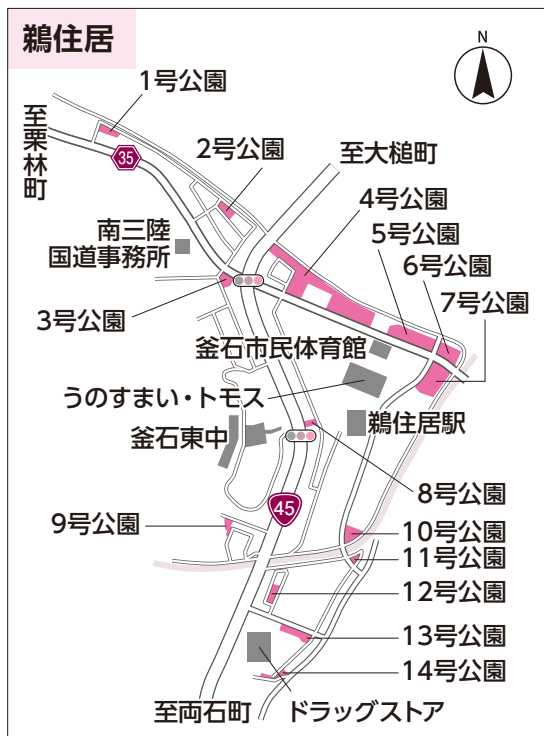 鵜住居
N
1号公園
至栗林町
35
2号公園
至大槌町
4号公園
5号公園
6号公園
7号公園
南三陸
国道事務所
3号公園
釜石市民体育館
うのすまい・トモス
釜石東中
鵜住居駅
8号公園
45
9号公園
10号公園
11号公園
12号公園
13号公園
14号公園
至両石町
ドラッグストア